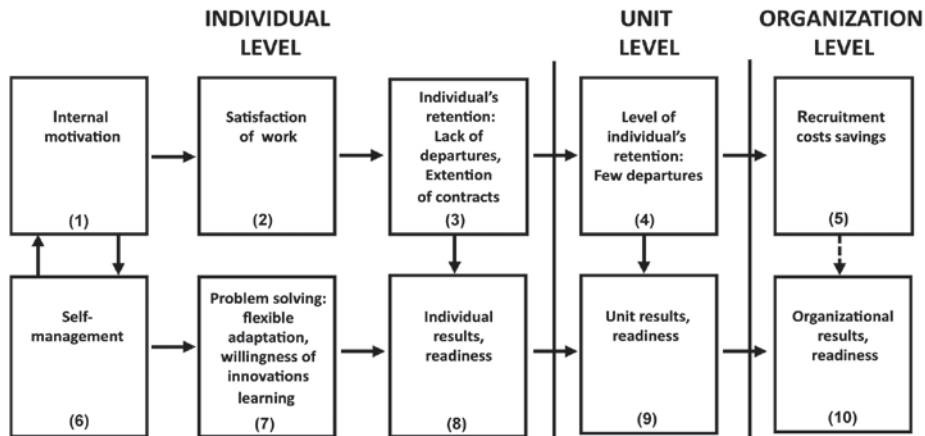 INDIVIDUAL
LEVEL
UNIT
LEVEL
ORGANIZATION
LEVEL
Internal
motivation
(1)
Satisfaction
of work
(2)
Individual's
retention:
Lack of
departures,
Extention
of contracts
(3)
Level of
individual's
retention:
Few departures
(4)
Recruitment
costs savings
(5)
Self-
management
(6)
Problem solving:
flexible
adaptation,
willingness of
innovations
learning
(7)
Individual
results,
readiness
(8)
Unit results,
readiness
(9)
Organizational
results,
readiness
(10)